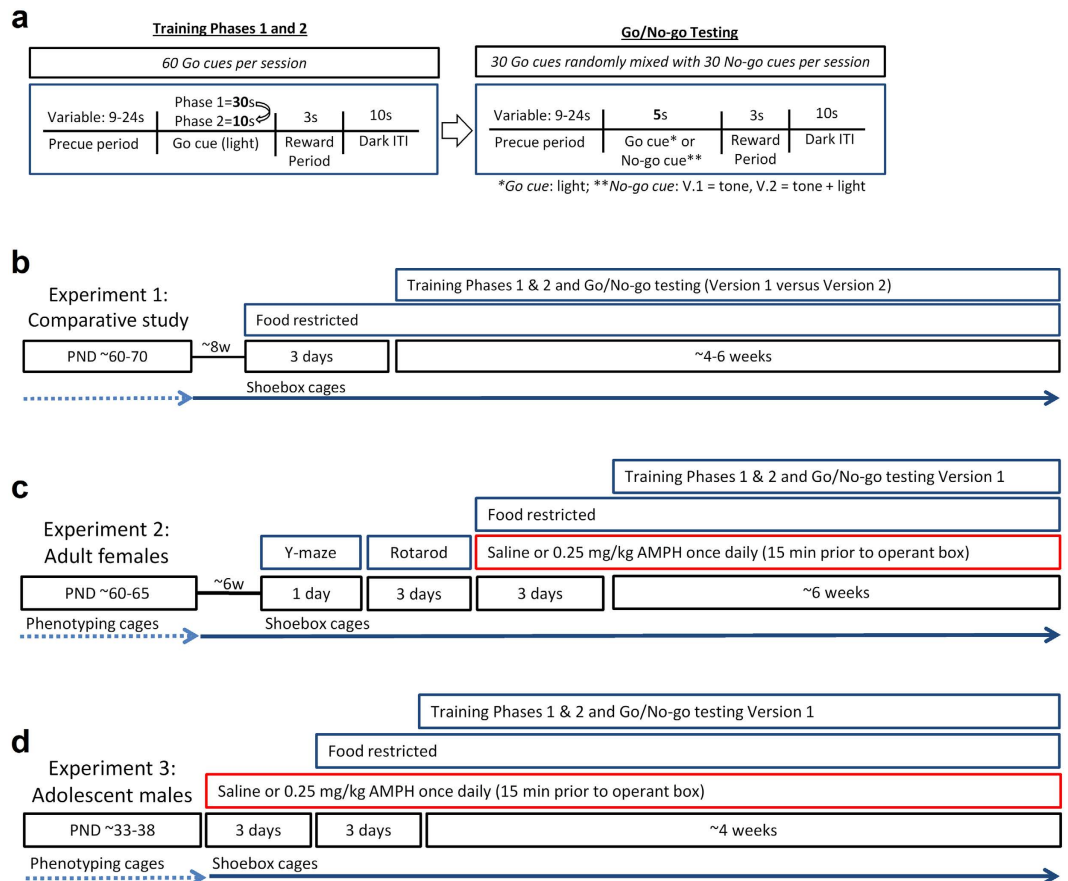 a
Training Phases 1 and 2
60 Go cues per session
Variable: 9-24s
Phase 1=30s
Phase 2=10s
3s
10s
Precue period
Go cue (light)
Reward
Period
Dark ITI
Go/No-go Testing
30 Go cues randomly mixed with 30 No-go cues per session
Variable: 9-24s
5s
3s
10s
Precue period
Go cue* or
No-go cue**
Reward
Period
Dark ITI
*Go cue: light; **No-go cue: V.1 = tone, V.2 = tone + light
b
Experiment 1:
Comparative study
Training Phases 1 & 2 and Go/No-go testing (Version 1 versus Version 2)
Food restricted
PND ~60-70
~8w
3 days
~4-6 weeks
Shoebox cages
c
Experiment 2:
Adult females
Training Phases 1 & 2 and Go/No-go testing Version 1
Food restricted
Y-maze
Rotarod
Saline or 0.25 mg/kg AMPH once daily (15 min prior to operant box)
PND ~60-65
~6w
1 day
3 days
3 days
~6 weeks
Phenotyping cages
Shoebox cages
d
Experiment 3:
Adolescent males
Training Phases 1 & 2 and Go/No-go testing Version 1
Food restricted
Saline or 0.25 mg/kg AMPH once daily (15 min prior to operant box)
PND ~33-38
3 days
3 days
~4 weeks
Phenotyping cages
Shoebox cages